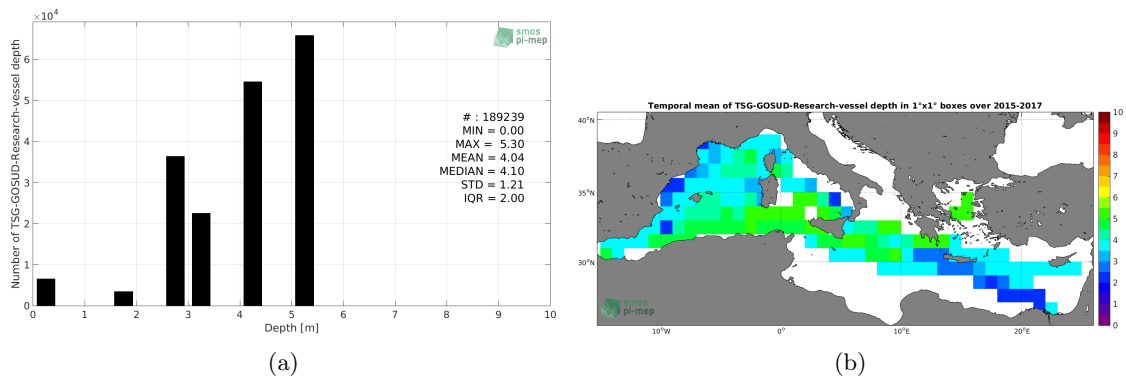 ×10⁴
smos
pi-mep
Number of TSG-GOSUD-Research-vessel depth
6
5
4
3
2
1
0
# : 189239
MIN = 0.00
MAX = 5.30
MEAN = 4.04
MEDIAN = 4.10
STD = 1.21
IQR = 2.00
0 1 2 3 4 5 6 7 8 9 10
Depth [m]
(a)
Temporal mean of TSG-GOSUD-Research-vessel depth in 1°x1° boxes over 2015-2017
40°N
35°N
30°N
10°W 0° 10°E 20°E
smos
pi-mep
10
9
8
7
6
5
4
3
2
1
0
(b)